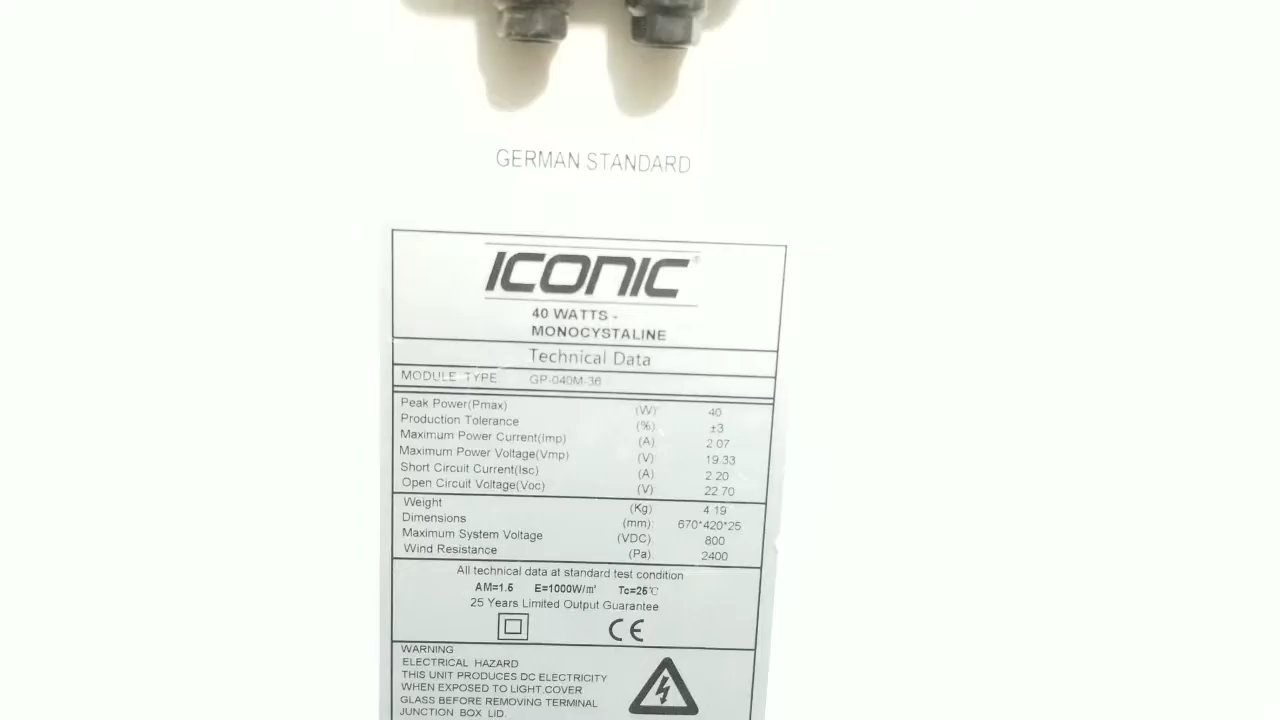 GERMAN STANDARD
ICONIC®
40 WATTS -
MONOCYSTALINE
Technical Data
MODULE TYPE GP-040M-36
Peak Power(Pmax) (W) 40
Production Tolerance (%) ±3
Maximum Power Current(Imp) (A) 2.07
Maximum Power Voltage(Vmp) (V) 19.33
Short Circuit Current(Isc) (A) 2.20
Open Circuit Voltage(Voc) (V) 22.70
Weight (Kg) 4.19
Dimensions (mm) 670*420*25
Maximum System Voltage (VDC) 800
Wind Resistance (Pa) 2400
All technical data at standard test condition
AM=1.5 E=1000W/m² Tc=25℃
25 Years Limited Output Guarantee
CE
WARNING
ELECTRICAL HAZARD
THIS UNIT PRODUCES DC ELECTRICITY
WHEN EXPOSED TO LIGHT,COVER
GLASS BEFORE REMOVING TERMINAL
JUNCTION BOX LID.